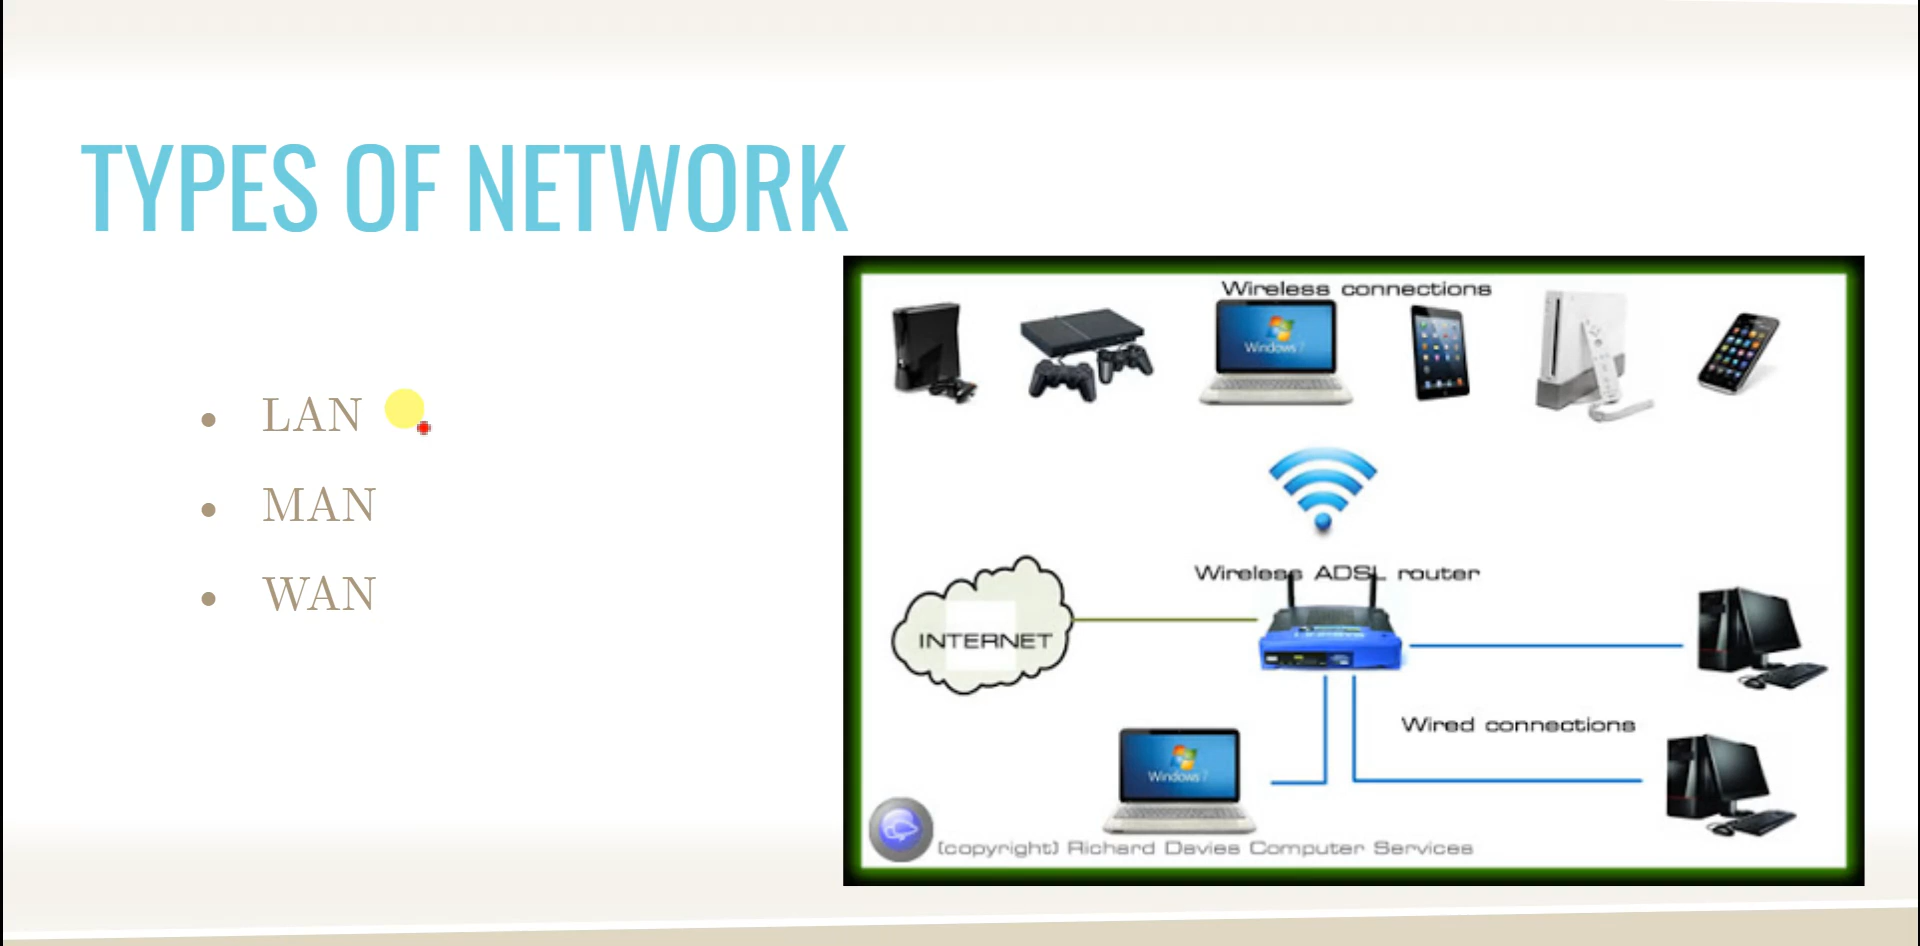 TYPES OF NETWORK
• LAN
• MAN
• WAN
Wireless connections
Windows 7
Wireless ADSL router
INTERNET
Wired connections
Windows 7
(copyright) Richard Davies Computer Services